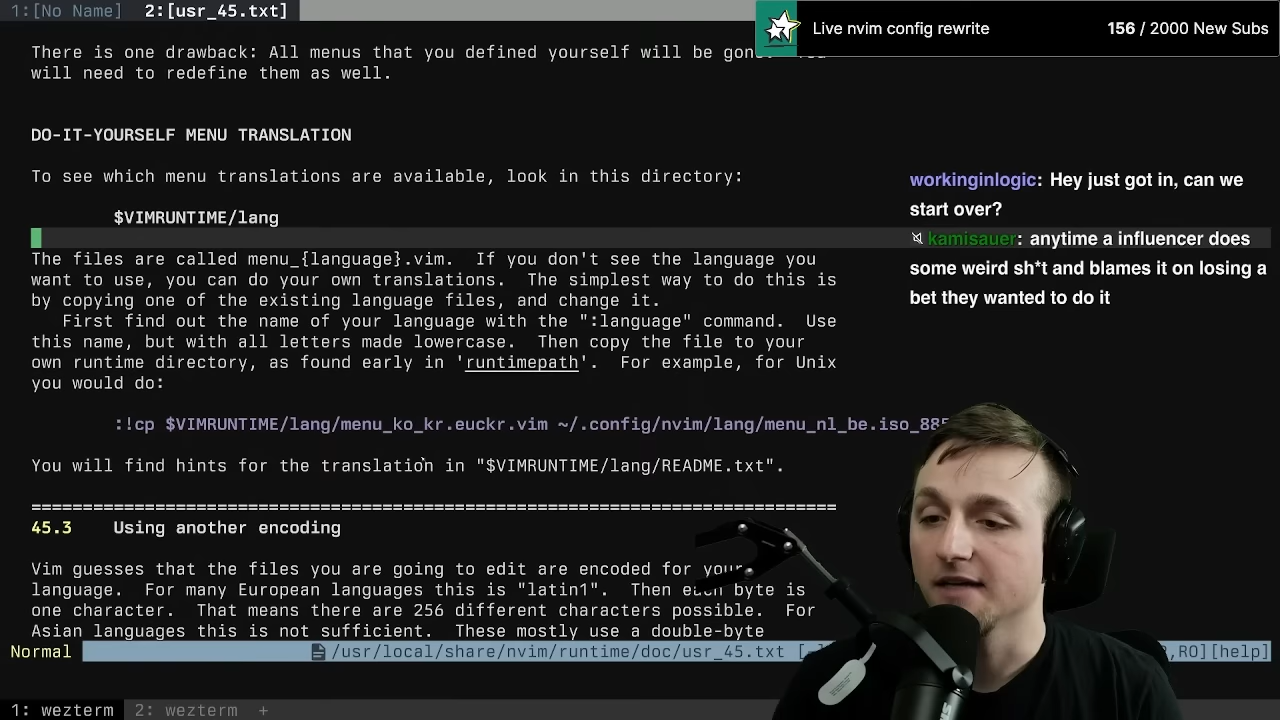 1:[No Name]  2:[usr_45.txt]
Live nvim config rewrite 156 / 2000 New Subs
There is one drawback: All menus that you defined yourself will be gone.
will need to redefine them as well.
DO-IT-YOURSELF MENU TRANSLATION
To see which menu translations are available, look in this directory:
$VIMRUNTIME/lang
The files are called menu_{language}.vim.  If you don't see the language you
want to use, you can do your own translations.  The simplest way to do this is
by copying one of the existing language files, and change it.
First find out the name of your language with the ":language" command.  Use
this name, but with all letters made lowercase.  Then copy the file to your
own runtime directory, as found early in 'runtimepath'.  For example, for Unix
you would do:
:!cp $VIMRUNTIME/lang/menu_ko_kr.euckr.vim ~/.config/nvim/lang/menu_nl_be.iso_885
You will find hints for the translation in "$VIMRUNTIME/lang/README.txt".
==============================================================================
45.3    Using another encoding
Vim guesses that the files you are going to edit are encoded for your
language.  For many European languages this is "latin1".  Then each byte is
one character.  That means there are 256 different characters possible.  For
Asian languages this is not sufficient.  These mostly use a double-byte
Normal /usr/local/share/nvim/runtime/doc/usr_45.txt ,RO][help]
1: wezterm  2: wezterm  +
workinginlogic: Hey just got in, can we
start over?
kamisauer: anytime a influencer does
some weird sh*t and blames it on losing a
bet they wanted to do it